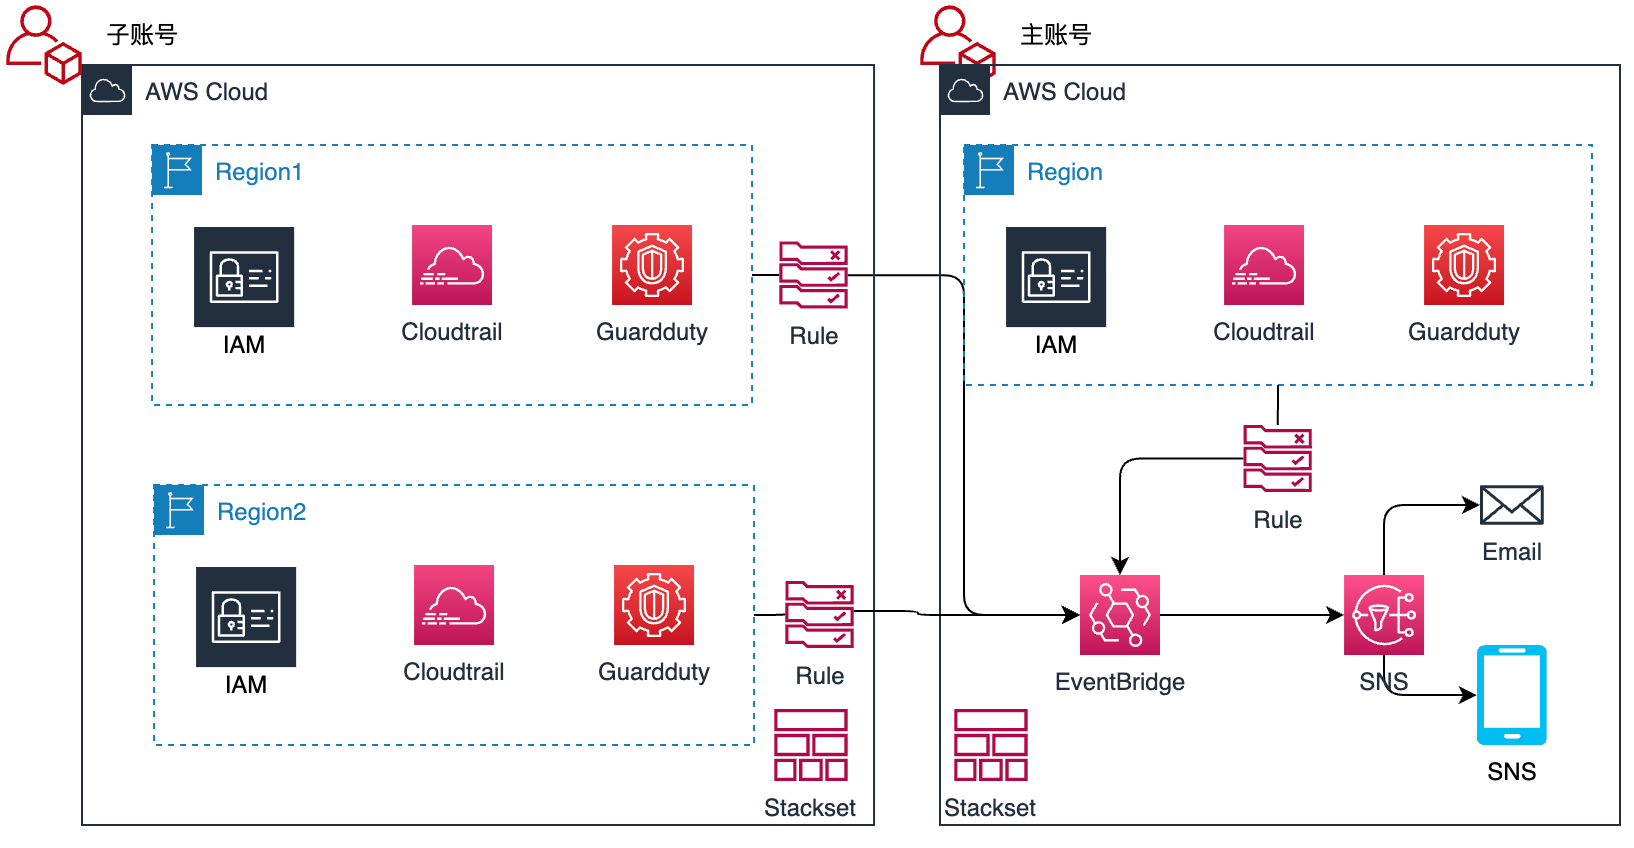 子账号
AWS Cloud
Region1
IAM
Cloudtrail
Guardduty
Rule
Region2
IAM
Cloudtrail
Guardduty
Rule
Stackset
主账号
AWS Cloud
Region
IAM
Cloudtrail
Guardduty
Rule
Email
EventBridge
SNS
SNS
Stackset